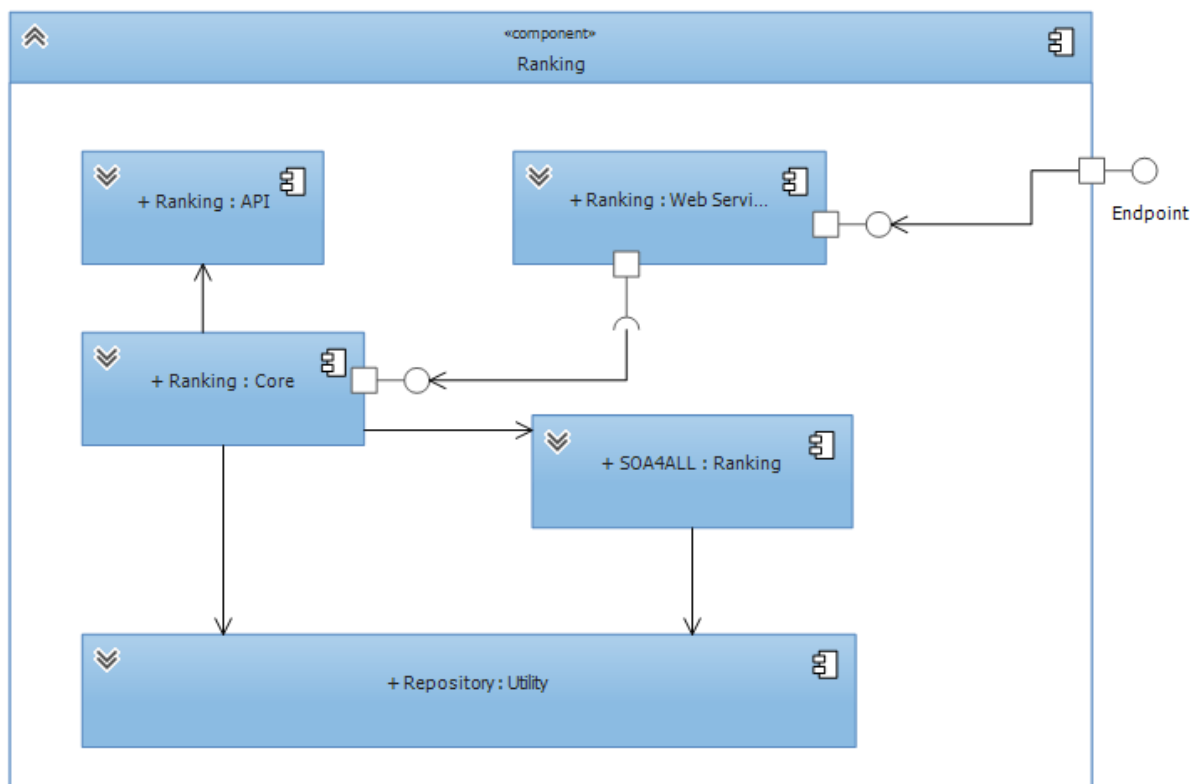 «component»
Ranking
+ Ranking : API
+ Ranking : Web Servi...
Endpoint
+ Ranking : Core
+ SOA4ALL : Ranking
+ Repository : Utility